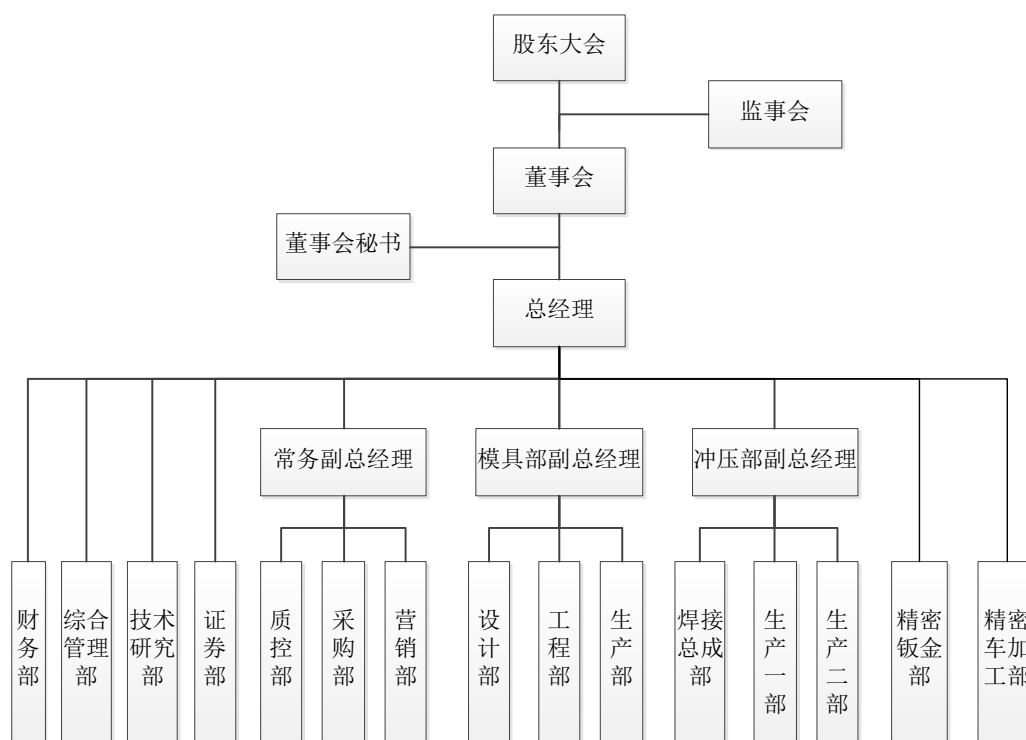 股东大会
监事会
董事会
董事会秘书
总经理
常务副总经理
模具部副总经理
冲压部副总经理
财务部
综合管理部
技术研究部
证券部
质控部
采购部
营销部
设计部
工程部
生产部
焊接总成部
生产一部
生产二部
精密钣金部
精密车加工部